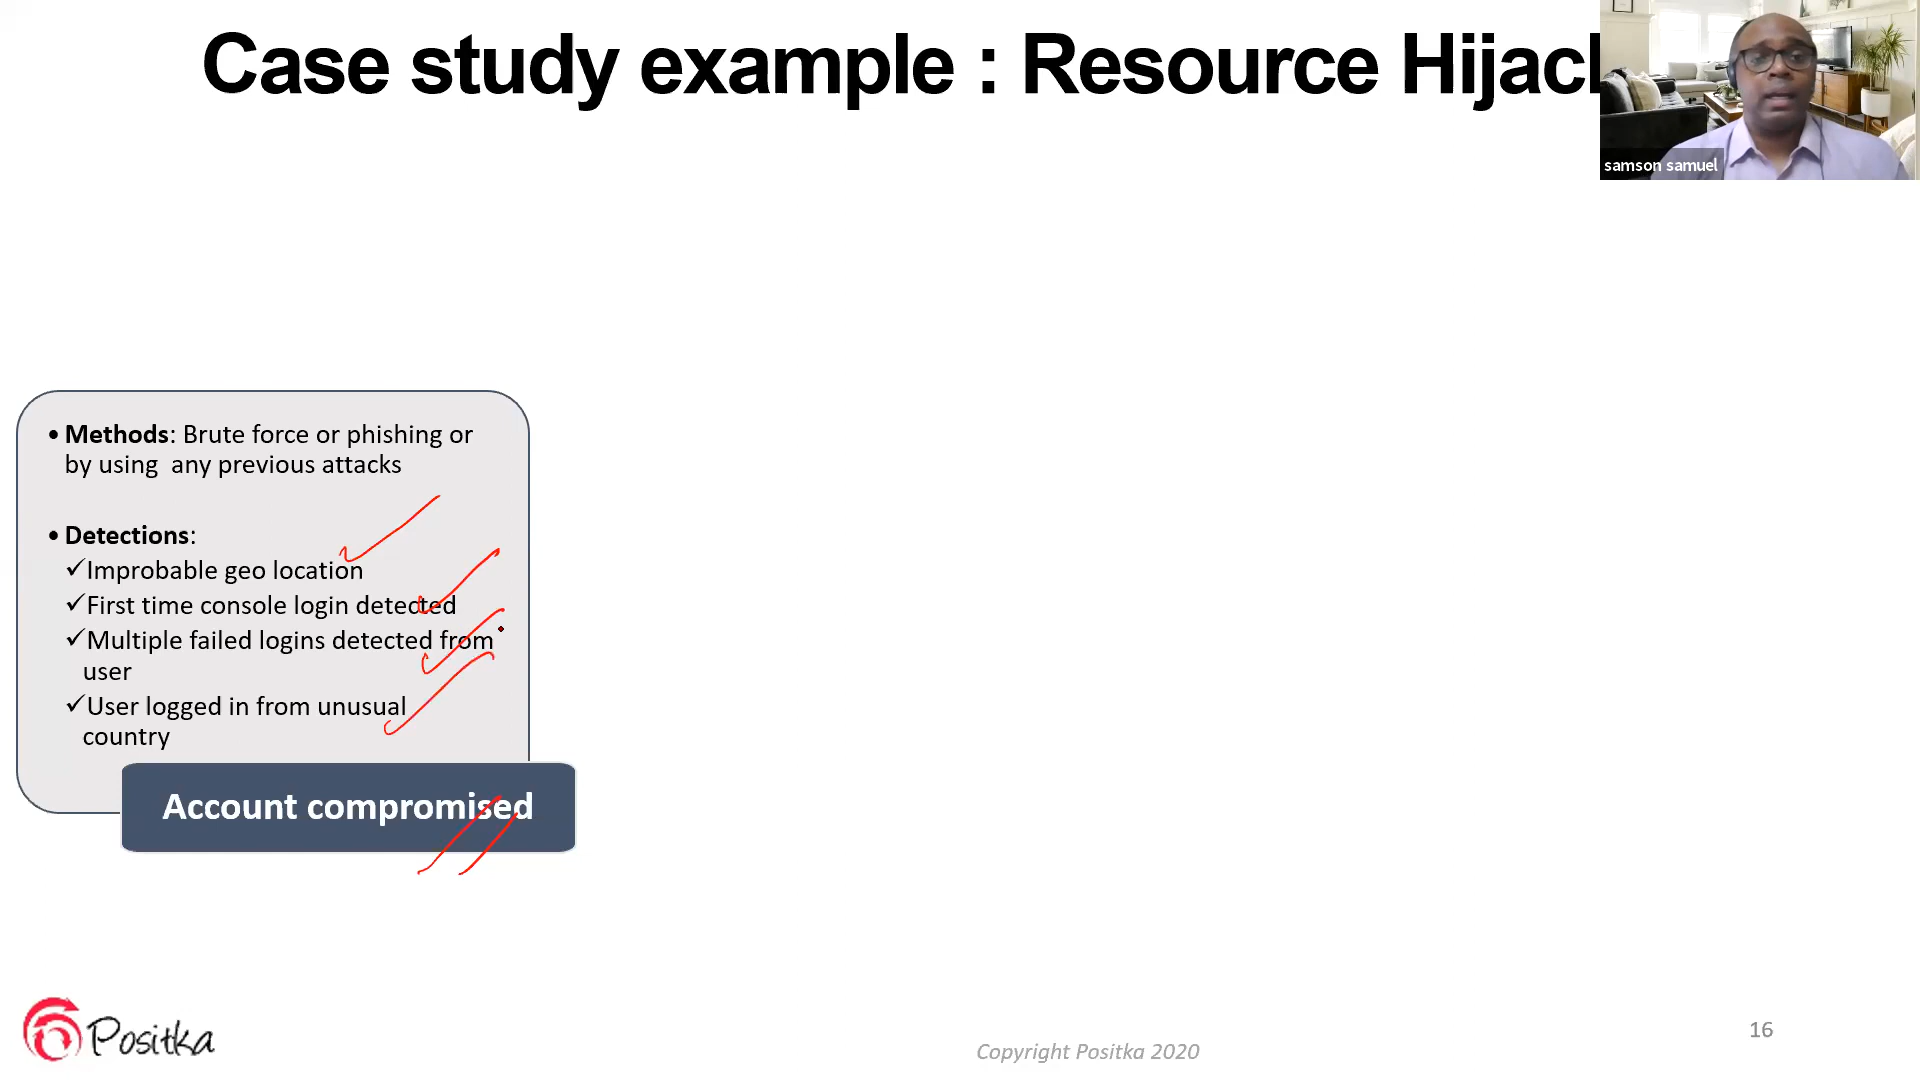 Case study example : Resource Hijac
samson samuel
• Methods: Brute force or phishing or
by using any previous attacks
• Detections:
✓Improbable geo location
✓First time console login detected
✓Multiple failed logins detected from
user
✓User logged in from unusual
country
Account compromised
Positka
Copyright Positka 2020
16